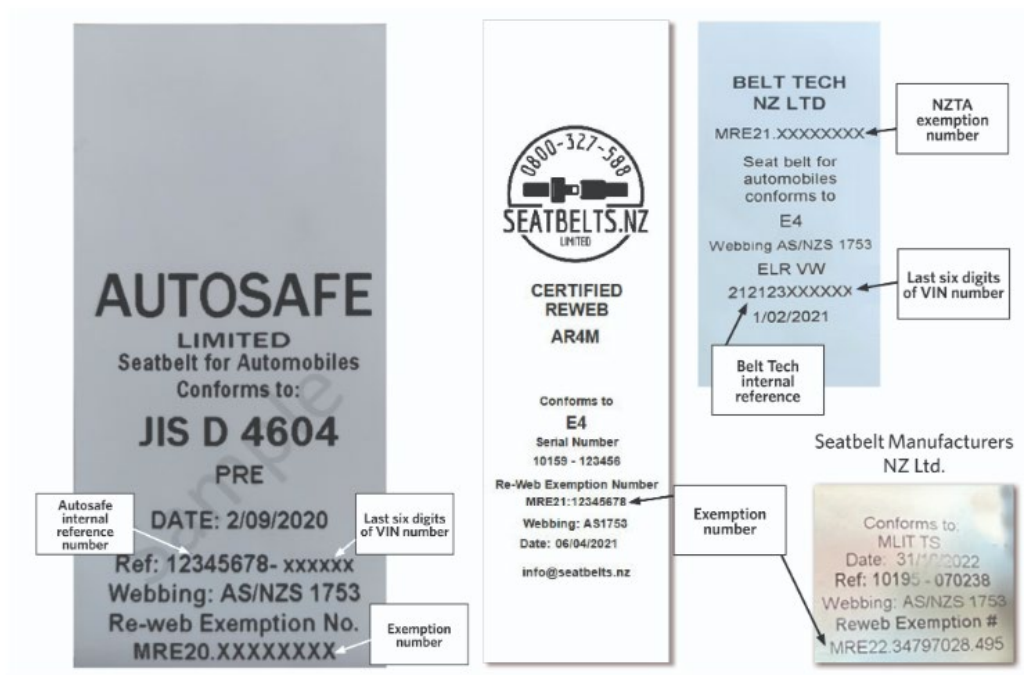 AUTOSAFE
LIMITED
Seatbelt for Automobiles
Conforms to:
JIS D 4604
PRE
DATE: 2/09/2020
Ref: 12345678- xxxxxx
Webbing: AS/NZS 1753
Re-web Exemption No.
MRE20.XXXXXXXX
Sample
Autosafe
internal
reference
number
Last six digits
of VIN number
Exemption
number
0800-327-588
SEATBELTS.NZ
LIMITED
CERTIFIED
REWEB
AR4M
Conforms to
E4
Serial Number
10159 - 123456
Re-Web Exemption Number
MRE21:12345678
Webbing: AS1753
Date: 06/04/2021
info@seatbelts.nz
BELT TECH
NZ LTD
MRE21.XXXXXXXX
Seat belt for
automobiles
conforms to
E4
Webbing AS/NZS 1753
ELR VW
212123XXXXXX
1/02/2021
NZTA
exemption
number
Last six digits
of VIN number
Belt Tech
internal
reference
Exemption
number
Seatbelt Manufacturers
NZ Ltd.
Conforms to:
MLIT TS
Date: 31/10/2022
Ref: 10195 - 070238
Webbing: AS/NZS 1753
Reweb Exemption #
MRE22.34797028.495